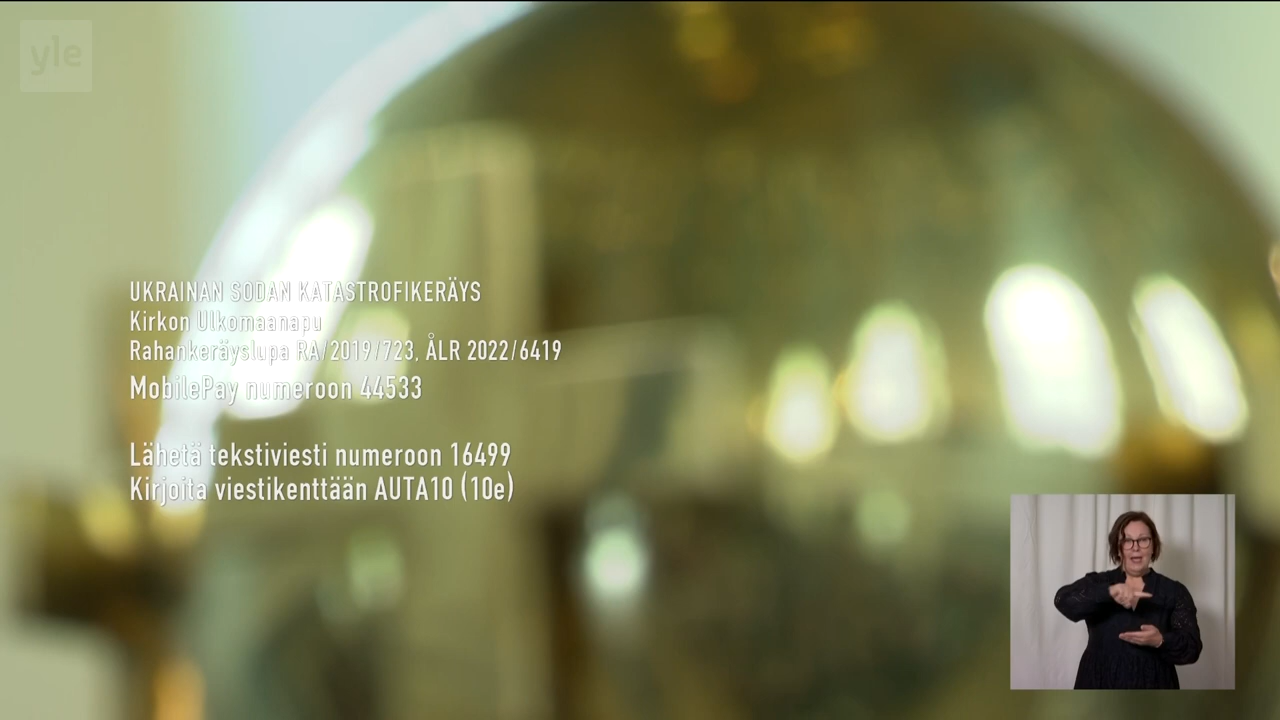 yle
UKRAINAN SODAN KATASTROFIKERÄYS
Kirkon Ulkomaanapu
Rahankeräyslupa RA/2019/723, ÅLR 2022/6419
MobilePay numeroon 44533
Lähetä tekstiviesti numeroon 16499
Kirjoita viestikenttään AUTA10 (10e)